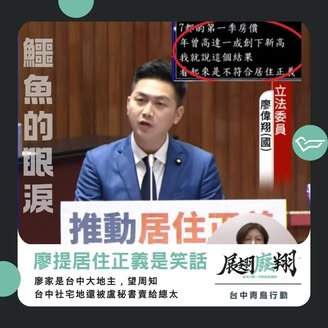 鱷魚的眼淚
7都的第一季房價
年曾高達一成創下新高
我就說這個結果
看起來是不符合居住正義
立法委員
廖偉翔(國)
推動居住正義
廖提居住正義是笑話
廖家是台中大地主，望周知
台中社宅地還被盧秘書賣給總太
展翅廢翔
台中青鳥行動